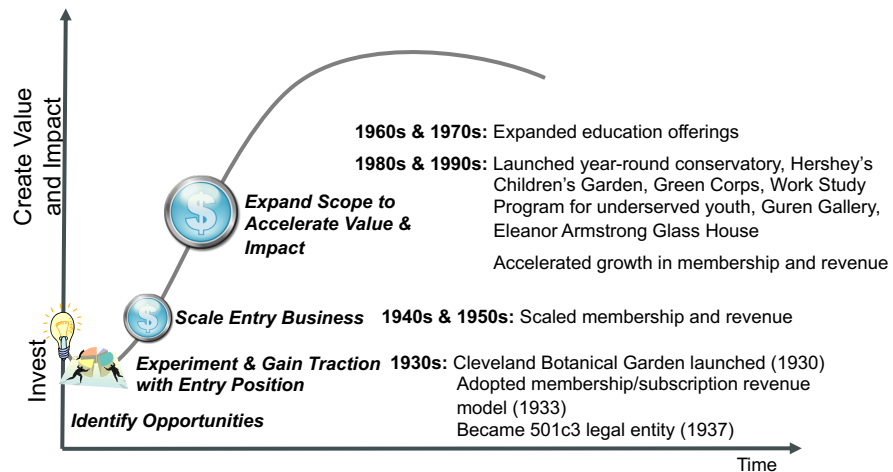 Create Value
and Impact
Invest
1960s & 1970s: Expanded education offerings
1980s & 1990s: Launched year-round conservatory, Hershey's
Children's Garden, Green Corps, Work Study
Program for underserved youth, Guren Gallery,
Eleanor Armstrong Glass House
Accelerated growth in membership and revenue
Expand Scope to
Accelerate Value &
Impact
$
Scale Entry Business
$
1940s & 1950s: Scaled membership and revenue
Experiment & Gain Traction
with Entry Position
1930s: Cleveland Botanical Garden launched (1930)
Adopted membership/subscription revenue
model (1933)
Became 501c3 legal entity (1937)
Identify Opportunities
Time